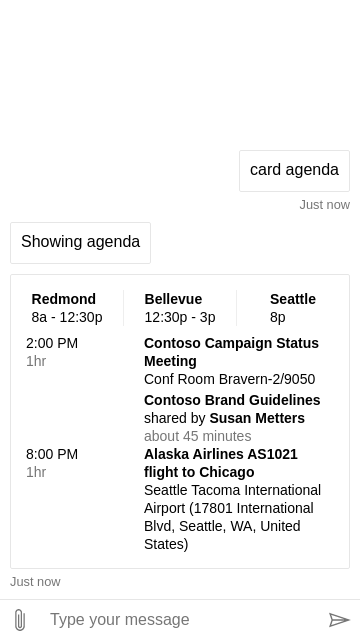 card agenda
Just now
Showing agenda
Redmond
8a - 12:30p
Bellevue
12:30p - 3p
Seattle
8p
2:00 PM
1hr
Contoso Campaign Status
Meeting
Conf Room Bravern-2/9050
Contoso Brand Guidelines
shared by Susan Metters
about 45 minutes
8:00 PM
1hr
Alaska Airlines AS1021
flight to Chicago
Seattle Tacoma International
Airport (17801 International
Blvd, Seattle, WA, United
States)
Just now
Type your message